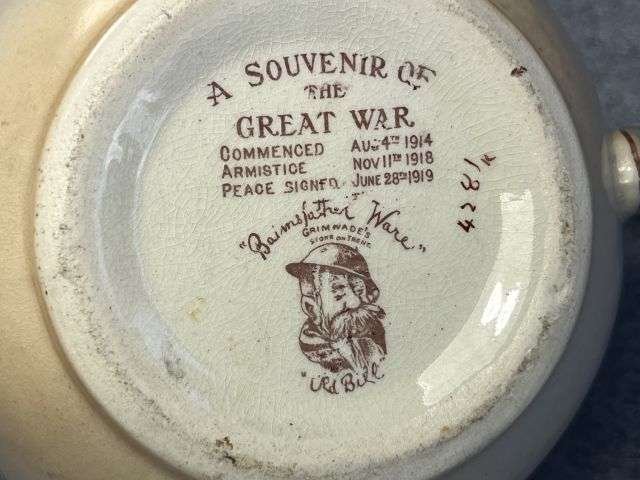 A SOUVENIR OF
THE
GREAT WAR
COMMENCED AUG 4TH 1914
ARMISTICE NOV 11TH 1918
PEACE SIGNED JUNE 28TH 1919
"Bairnsfather Ware"
GRIMWADE'S
STOKE ON TRENT
"Old Bill"
4281